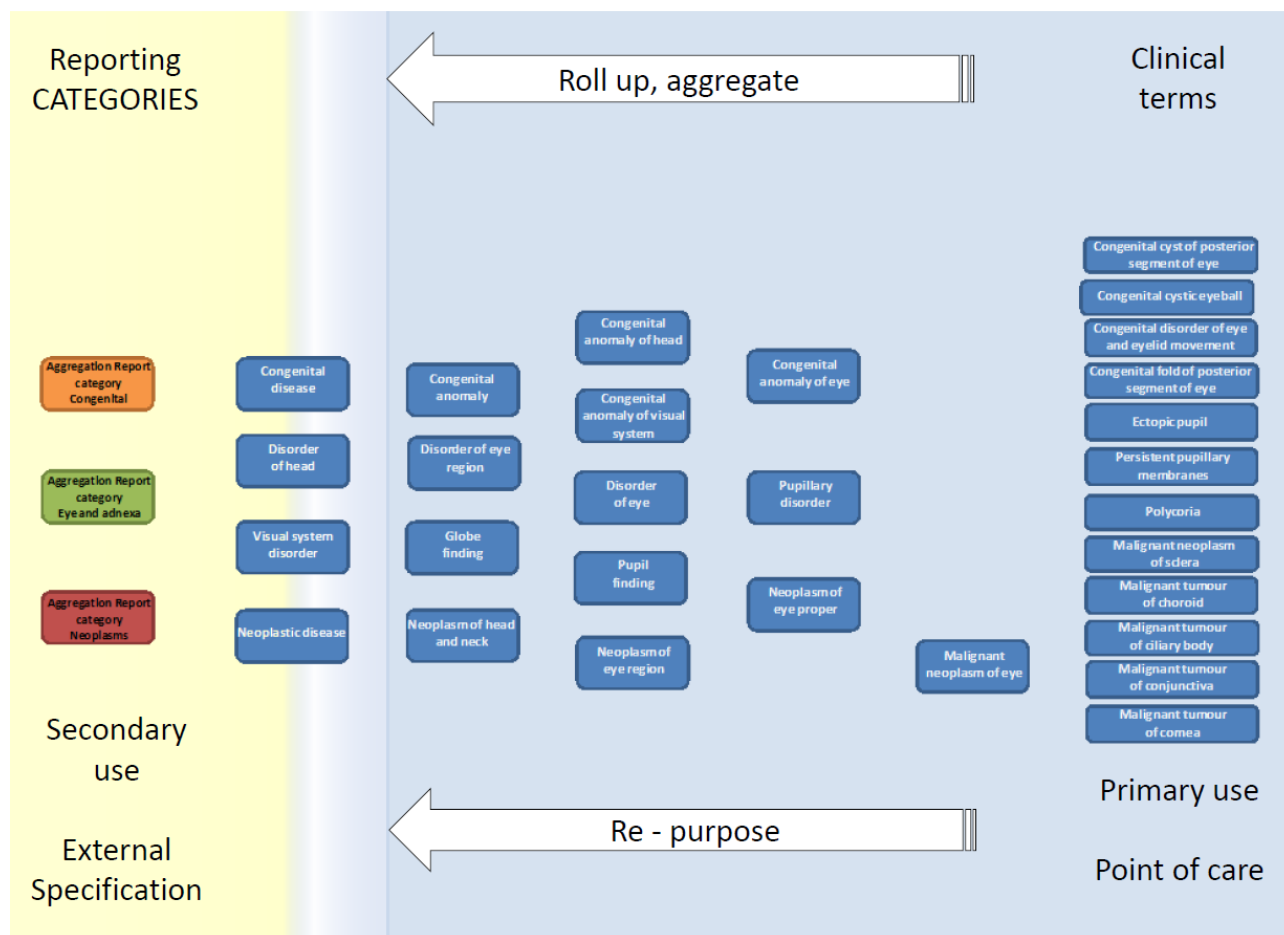 Reporting
CATEGORIES
Roll up, aggregate
Clinical
terms
Aggregation Report
category
Congenital
Aggregation Report
category
Eye and adnexa
Aggregation Report
category
Neoplasms
Congenital
disease
Disorder
of head
Visual system
disorder
Neoplastic disease
Congenital
anomaly
Disorder of eye
region
Globe
finding
Neoplasm of head
and neck
Congenital
anomaly of head
Congenital
anomaly of visual
system
Disorder
of eye
Pupil
finding
Neoplasm of
eye region
Congenital
anomaly of eye
Pupillary
disorder
Neoplasm of
eye proper
Malignant
neoplasm of eye
Congenital cyst of posterior
segment of eye
Congenital cystic eyeball
Congenital disorder of eye
and eyelid movement
Congenital fold of posterior
segment of eye
Ectopic pupil
Persistent pupillary
membranes
Polycoria
Malignant neoplasm
of sclera
Malignant tumour
of choroid
Malignant tumour
of ciliary body
Malignant tumour
of conjunctiva
Malignant tumour
of cornea
Secondary
use
External
Specification
Re - purpose
Primary use
Point of care